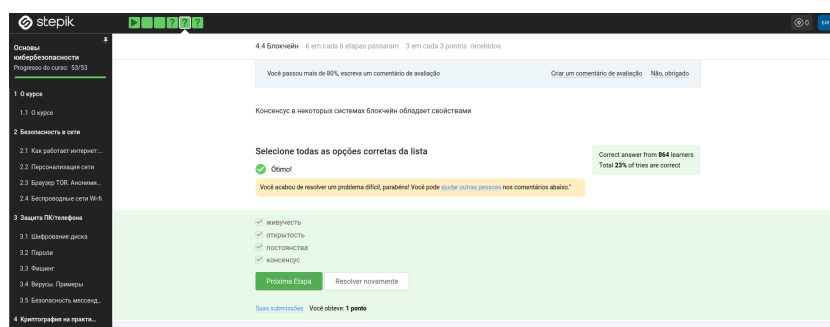 stepik
? ? ?
0
Основы
кибербезопасности
Progresso do curso: 53/53
1 О курсе
1.1 О курсе
2 Безопасность в сети
2.1 Как работает интернет:...
2.2 Персонализация сети
2.3 Браузер TOR. Аноними...
2.4 Беспроводные сети Wi-fi
3 Защита ПК/телефона
3.1 Шифрование диска
3.2 Пароли
3.3 Фишинг
3.4 Вирусы. Примеры
3.5 Безопасность мессенд...
4 Криптография на практи...
4.4 Блокчейн 6 em cada 6 etapas passaram 3 em cada 3 pontos recebidos
Você passou mais de 80%, escreva um comentário de avaliação Criar um comentário de avaliação Não, obrigado
Консенсус в некоторых системах блокчейн обладает свойствами
Selecione todas as opções corretas da lista
Ótimo!
Você acabou de resolver um problema difícil, parabéns! Você pode ajudar outras pessoas nos comentários abaixo."
Correct answer from 864 learners
Total 23% of tries are correct
живучесть
открытость
постоянства
консенсус
Próxima Etapa Resolver novamente
Suas submissões Você obteve: 1 ponto